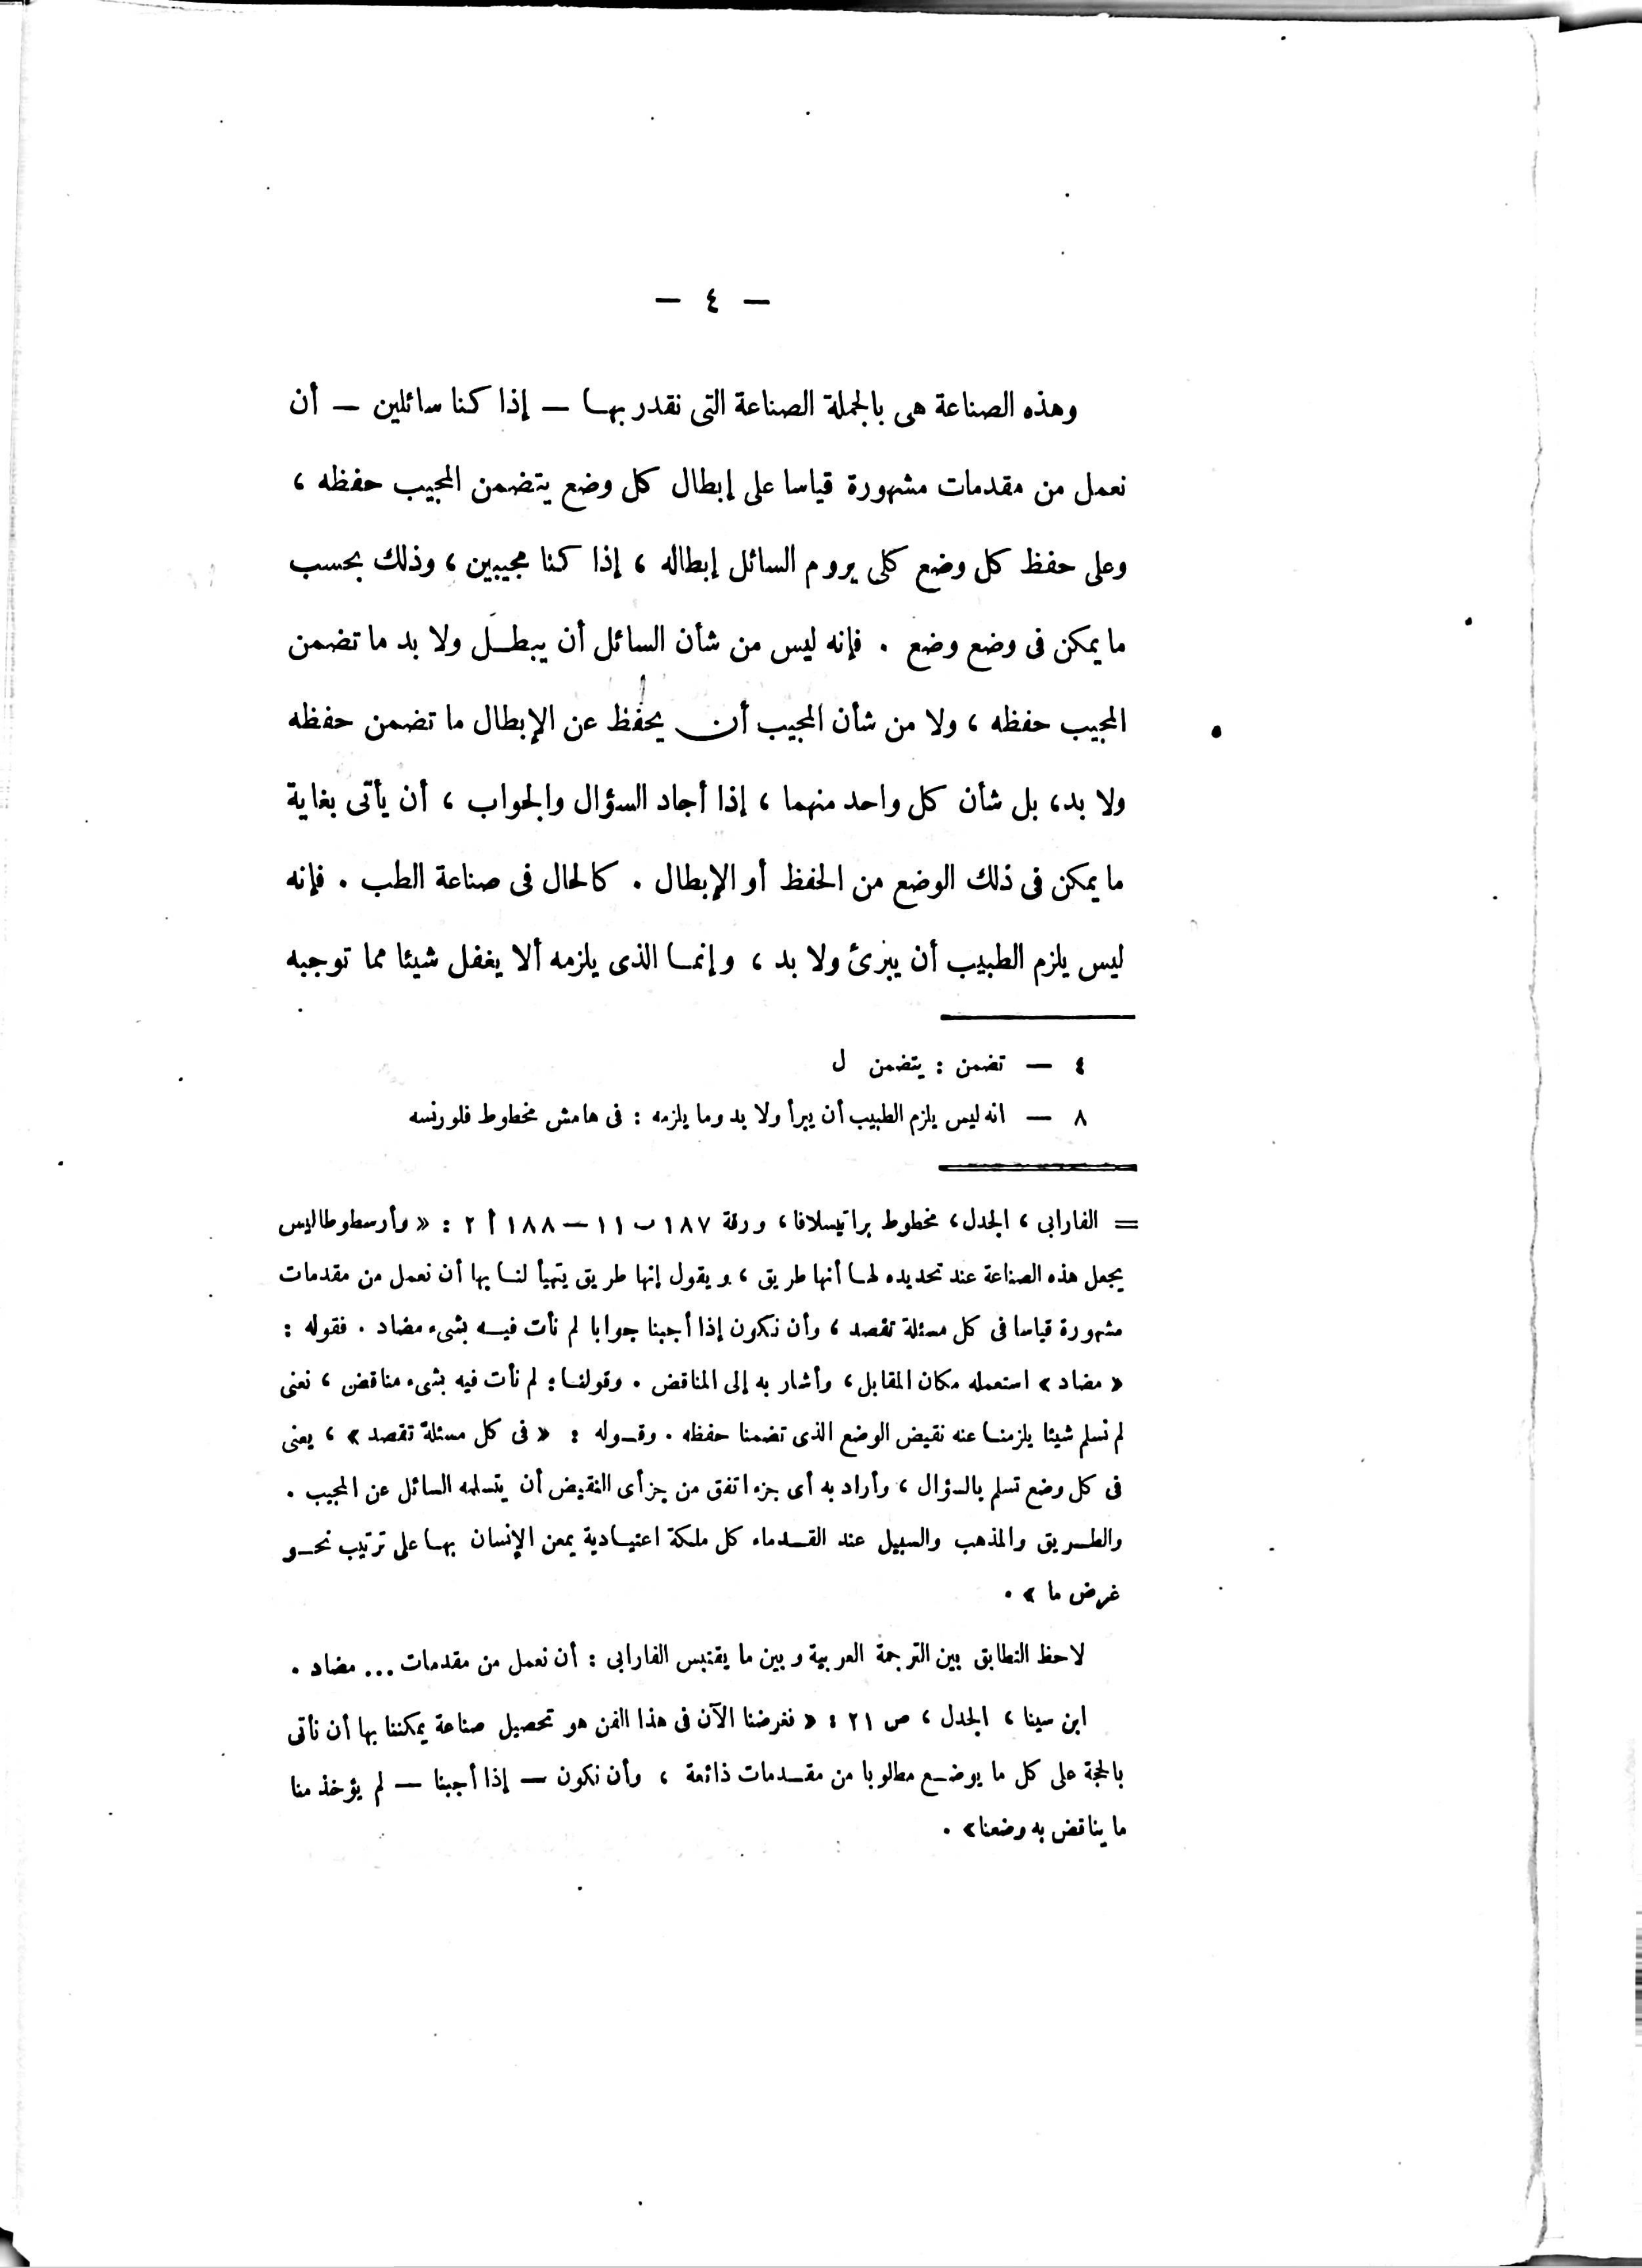 — ٤ —
وهذه الصناعة هى بالجملة الصناعة التى نقدر بها — إذا كنا سائلين — أن
نعمل من مقدمات مشهورة قياسا على إبطال كل وضع يتضمن المجيب حفظه ،
وعلى حفظ كل وضع كلى يروم السائل إبطاله ، إذا كنا مجيبين ، وذلك بحسب
ما يمكن فى وضع وضع . فإنه ليس من شأن السائل أن يبطل ولا بد ما تضمن
المجيب حفظه ، ولا من شأن المجيب أن يحفظ عن الإبطال ما تضمن حفظه
ولا بد، بل شأن كل واحد منهما ، إذا أجاد السؤال والجواب ، أن يأتى بغاية
ما يمكن فى ذلك الوضع من الحفظ أو الإبطال . كالحال فى صناعة الطب . فإنه
ليس يلزم الطبيب أن يبرئ ولا بد ، وإنما الذى يلزمه ألا يغفل شيئا مما توجبه
٤ — تضمن : يتضمن ل
٨ — انه ليس يلزم الطبيب أن يبرأ ولا بد وما يلزمه : فى هامش مخطوط فلورنسه
= الفارابى ، الجدل، مخطوط براتيسلافا، ورقة ١٨٧ ب ١١ — ١٨٨ أ ٢ : « وأرسطوطاليس
يجعل هذه الصناعة عند تحديده لها أنها طريق ، ويقول إنها طريق يتهيأ لنا بها أن نعمل من مقدمات
مشهورة قياسا فى كل مسئلة تقصد ، وأن نكون إذا أجبنا جوابا لم نأت فيه بشىء مضاد . فقوله :
« مضاد » استعمله مكان المقابل، وأشار به إلى المناقض . وقولنا: لم نأت فيه بشىء مناقض ، نعنى
لم نسلم شيئا يلزمنا عنه نقيض الوضع الذى تضمنا حفظه . وقوله : « فى كل مسئلة تقصد » ، يعنى
فى كل وضع تسلم بالسؤال ، وأراد به أى جزء اتفق من جزأى النقيض أن يتسلمه السائل عن المجيب .
والطريق والمذهب والسبيل عند القدماء كل ملكة اعتيادية يمعن الإنسان بها على ترتيب نحو
غرض ما » .
لاحظ التطابق بين الترجمة العربية وبين ما يقتبس الفارابى : أن نعمل من مقدمات ... مضاد .
ابن سينا ، الجدل ، ص ٢١ : « نغرضنا الآن فى هذا الفن هو تحصيل صناعة يمكننا بها أن نأتى
بالحجة على كل ما يوضع مطلوبا من مقدمات ذائعة ، وأن نكون — إذا أجبنا — لم يؤخذ منا
ما يناقض به وضعنا» .